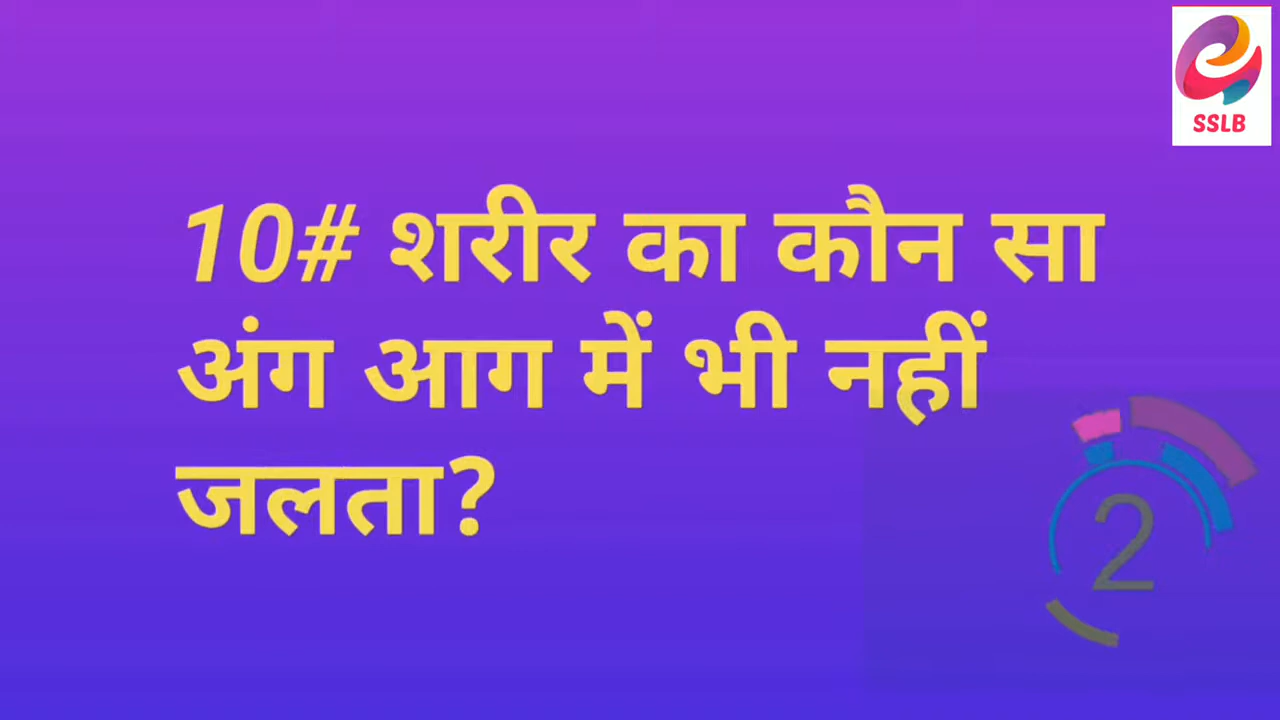 SSLB
10# शरीर का कौन सा
अंग आग में भी नहीं
जलता?
2